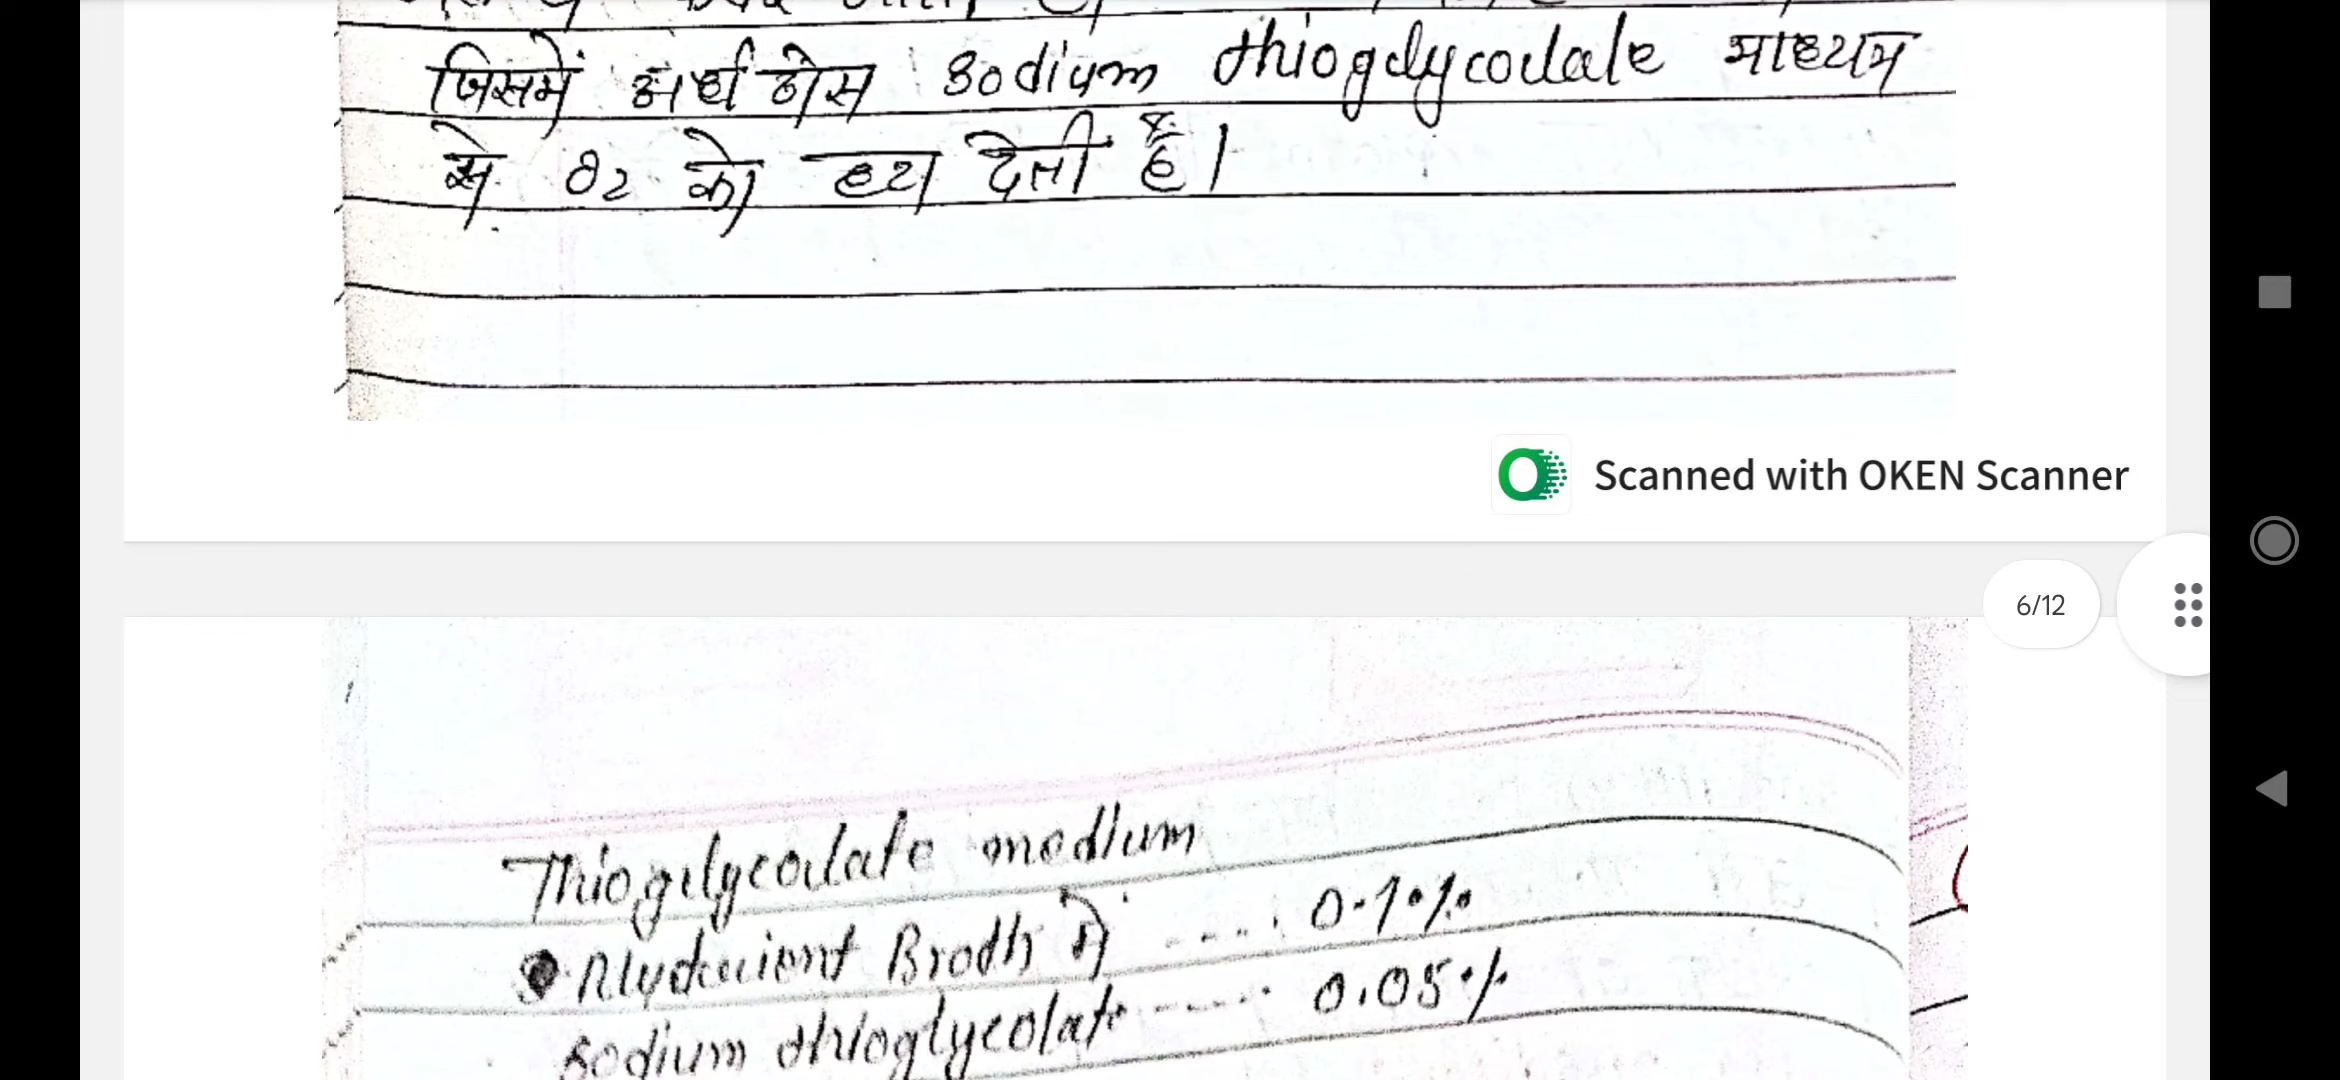 जिसमें अर्ध ठोस Sodium thioglycolate माध्यम
से O2 को हटा देती हैं।
Scanned with OKEN Scanner
6/12
Thioglycolate medium
Nutrient Broth में ----. 0.1%
Sodium thioglycolate ----. 0.05%